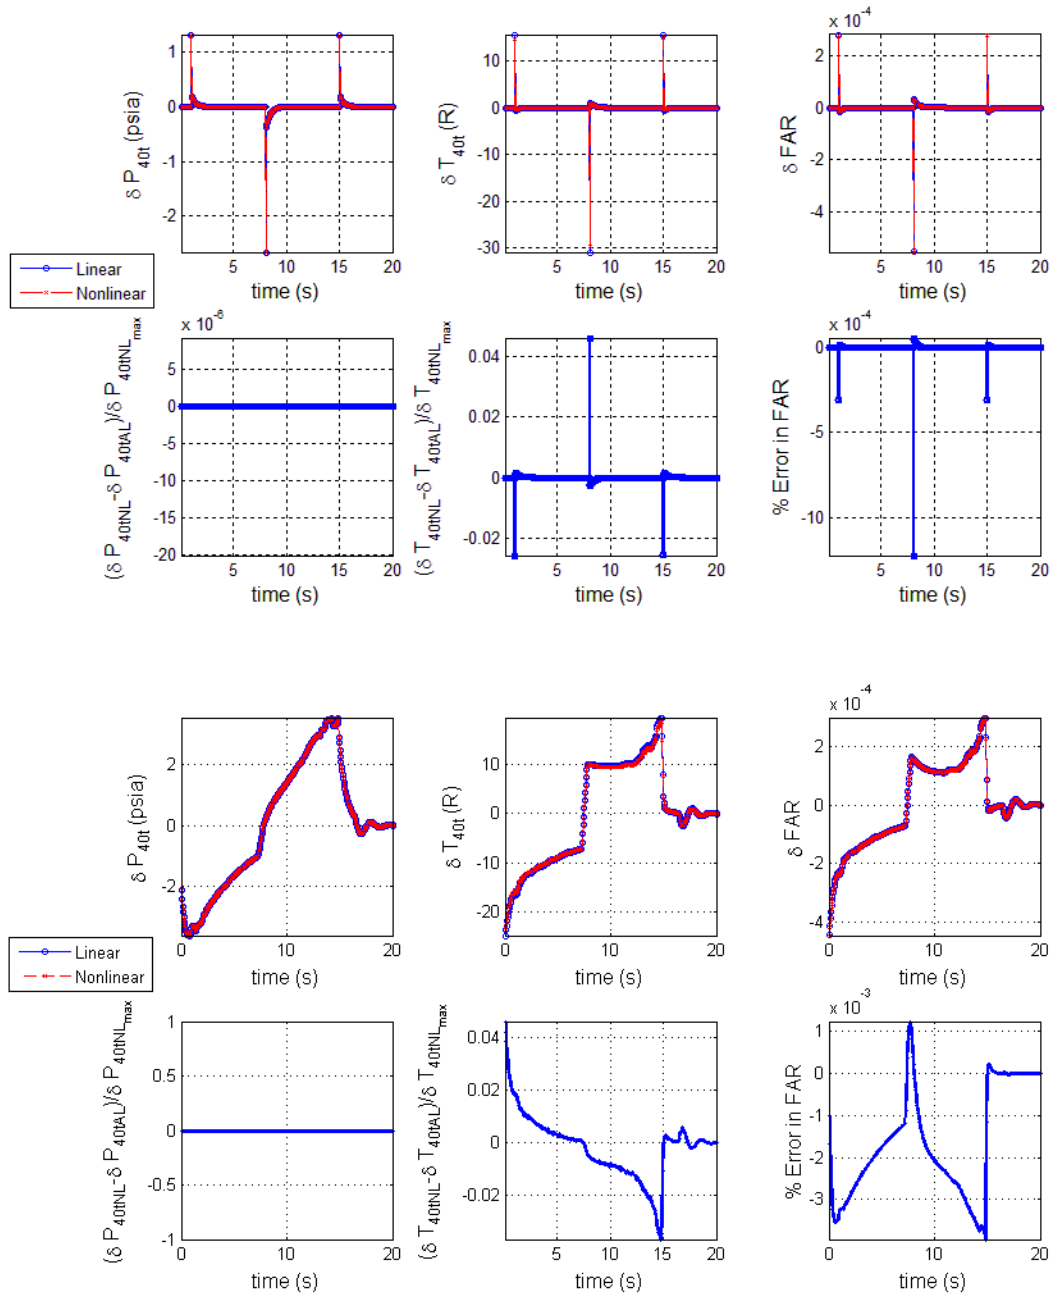 δ P40t (psia)
1
0
-1
-2
5 10 15 20
time (s)
δ T40t (R)
10
0
-10
-20
-30
5 10 15 20
time (s)
x 10-4
δ FAR
2
0
-2
-4
5 10 15 20
time (s)
Linear
Nonlinear
x 10-6
(δ P40tNL-δ P40tAL)/δ P40tNLmax
5
0
-5
-10
-15
-20
5 10 15 20
time (s)
(δ T40tNL-δ T40tAL)/δ T40tNLmax
0.04
0.02
0
-0.02
5 10 15 20
time (s)
x 10-4
% Error in FAR
0
-5
-10
5 10 15 20
time (s)
δ P40t (psia)
2
0
-2
0 10 20
time (s)
δ T40t (R)
10
0
-10
-20
0 5 10 15 20
time (s)
x 10-4
δ FAR
2
0
-2
-4
0 10 20
time (s)
Linear
Nonlinear
(δ P40tNL-δ P40tAL)/δ P40tNLmax
1
0.5
0
-0.5
-1
0 10 20
time (s)
(δ T40tNL-δ T40tAL)/δ T40tNLmax
0.04
0.02
0
-0.02
0 5 10 15 20
time (s)
x 10-3
% Error in FAR
1
0
-1
-2
-3
0 10 20
time (s)